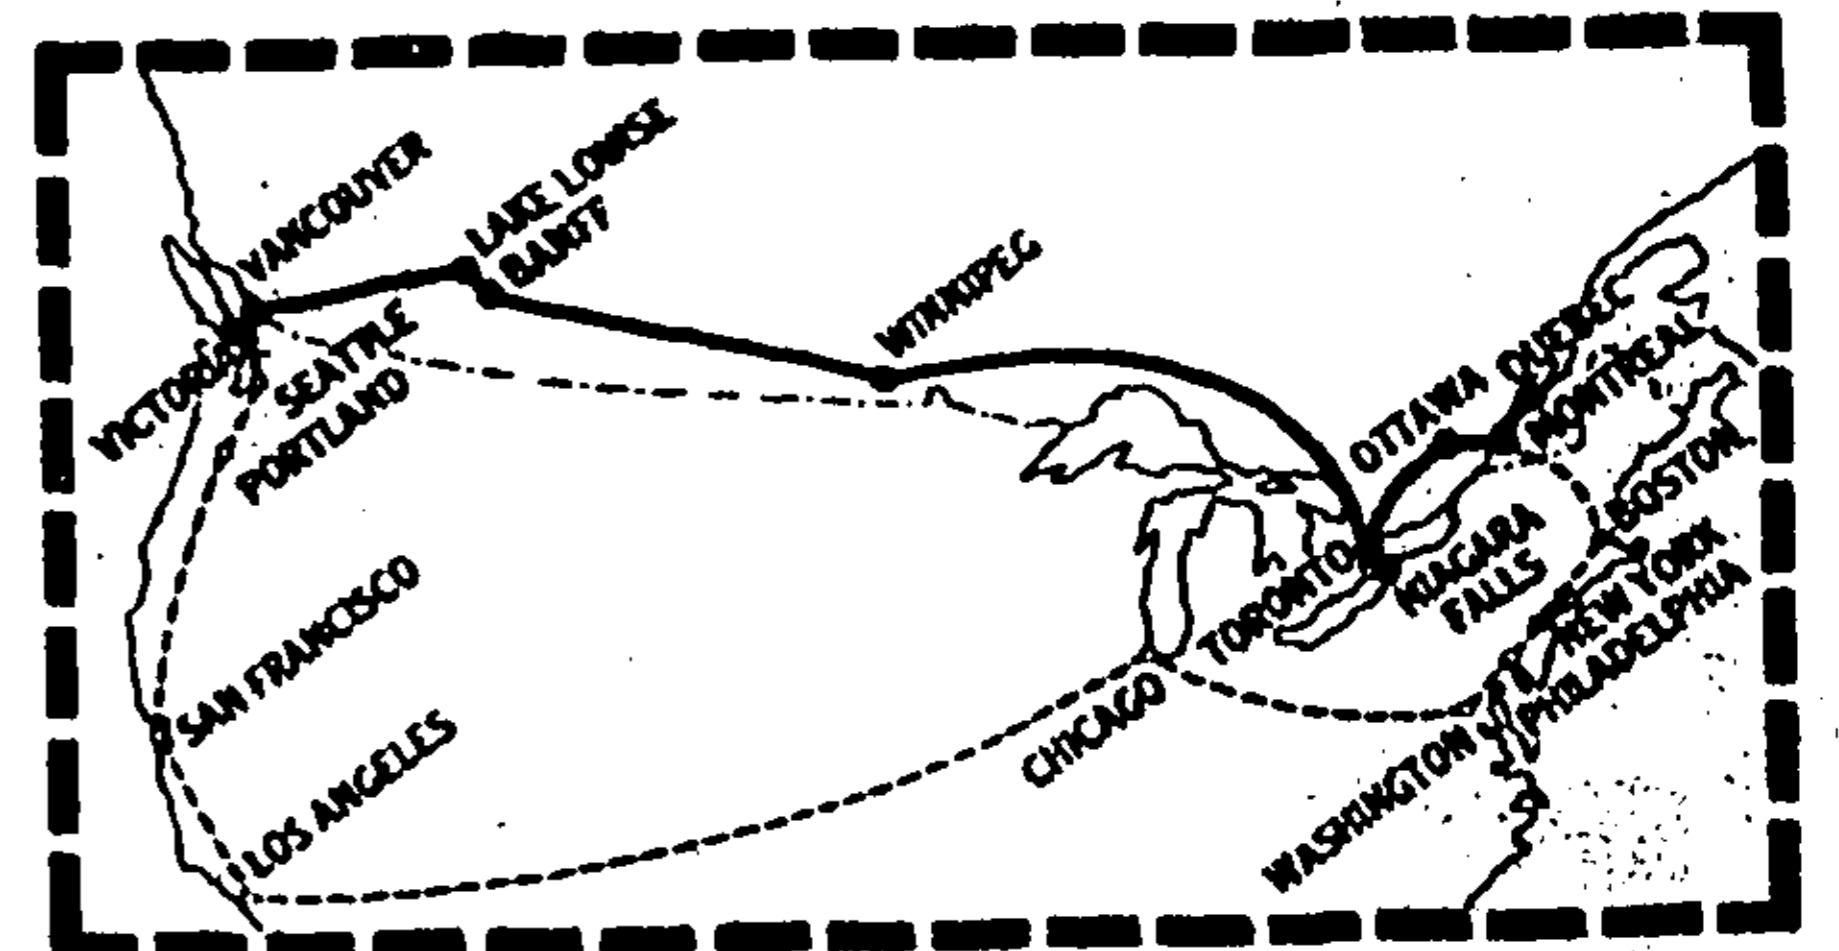 VANCOUVER
LAKE LOUISE
BANFF
WINNIPEG
VICTORIA
SEATTLE
PORTLAND
OTTAWA
QUEBEC
MONTREAL
BOSTON
SAN FRANCISCO
LOS ANGELES
CHICAGO
TORONTO
NIAGARA
FALLS
NEW YORK
PHILADELPHIA
WASHINGTON